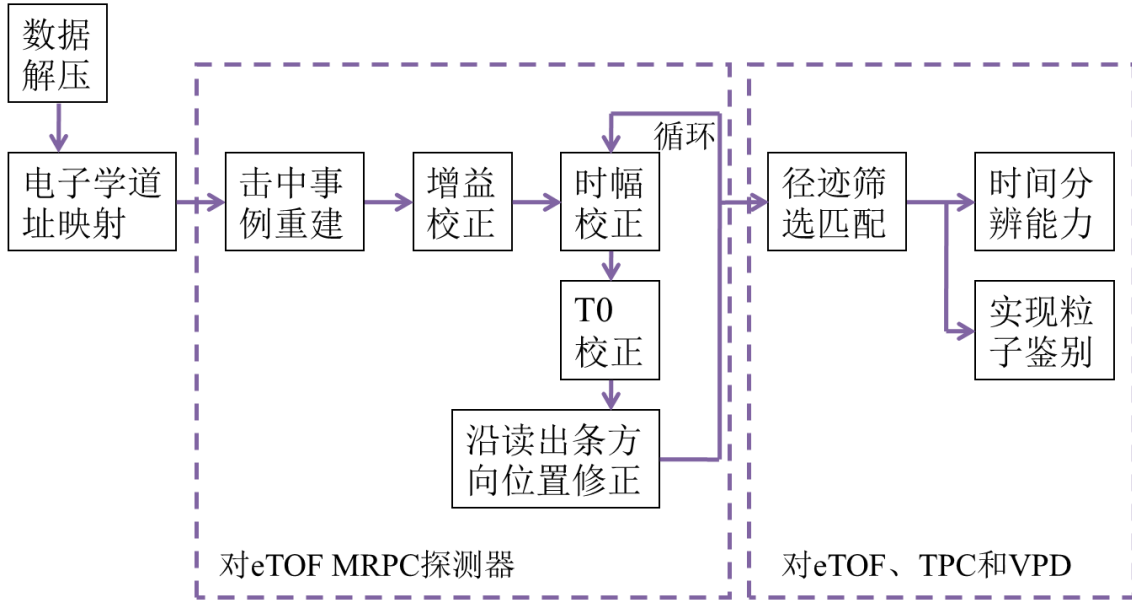 数据
解压
电子学道
址映射
击中事
例重建
增益
校正
循环
时幅
校正
T0
校正
沿读出条方
向位置修正
对eTOF MRPC探测器
径迹筛
选匹配
时间分
辨能力
实现粒
子鉴别
对eTOF、TPC和VPD